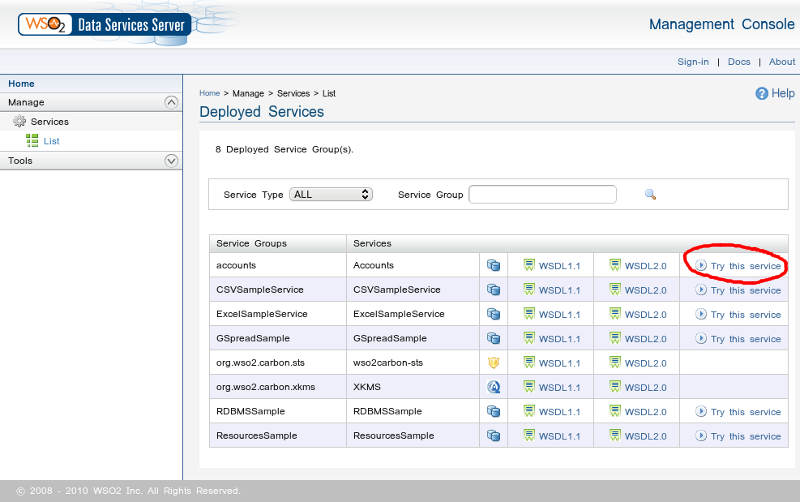 WSO2 Data Services Server
Management Console
Sign-in | Docs | About
Home
Manage
Services
List
Tools
Home > Manage > Services > List
Help
Deployed Services
8 Deployed Service Group(s).
Service Type ALL Service Group
Service Groups Services
accounts Accounts WSDL1.1 WSDL2.0 Try this service
CSVSampleService CSVSampleService WSDL1.1 WSDL2.0 Try this service
ExcelSampleService ExcelSampleService WSDL1.1 WSDL2.0 Try this service
GSpreadSample GSpreadSample WSDL1.1 WSDL2.0 Try this service
org.wso2.carbon.sts wso2carbon-sts WSDL1.1 WSDL2.0
org.wso2.carbon.xkms XKMS WSDL1.1 WSDL2.0
RDBMSSample RDBMSSample WSDL1.1 WSDL2.0 Try this service
ResourcesSample ResourcesSample WSDL1.1 WSDL2.0 Try this service
© 2008 - 2010 WSO2 Inc. All Rights Reserved.